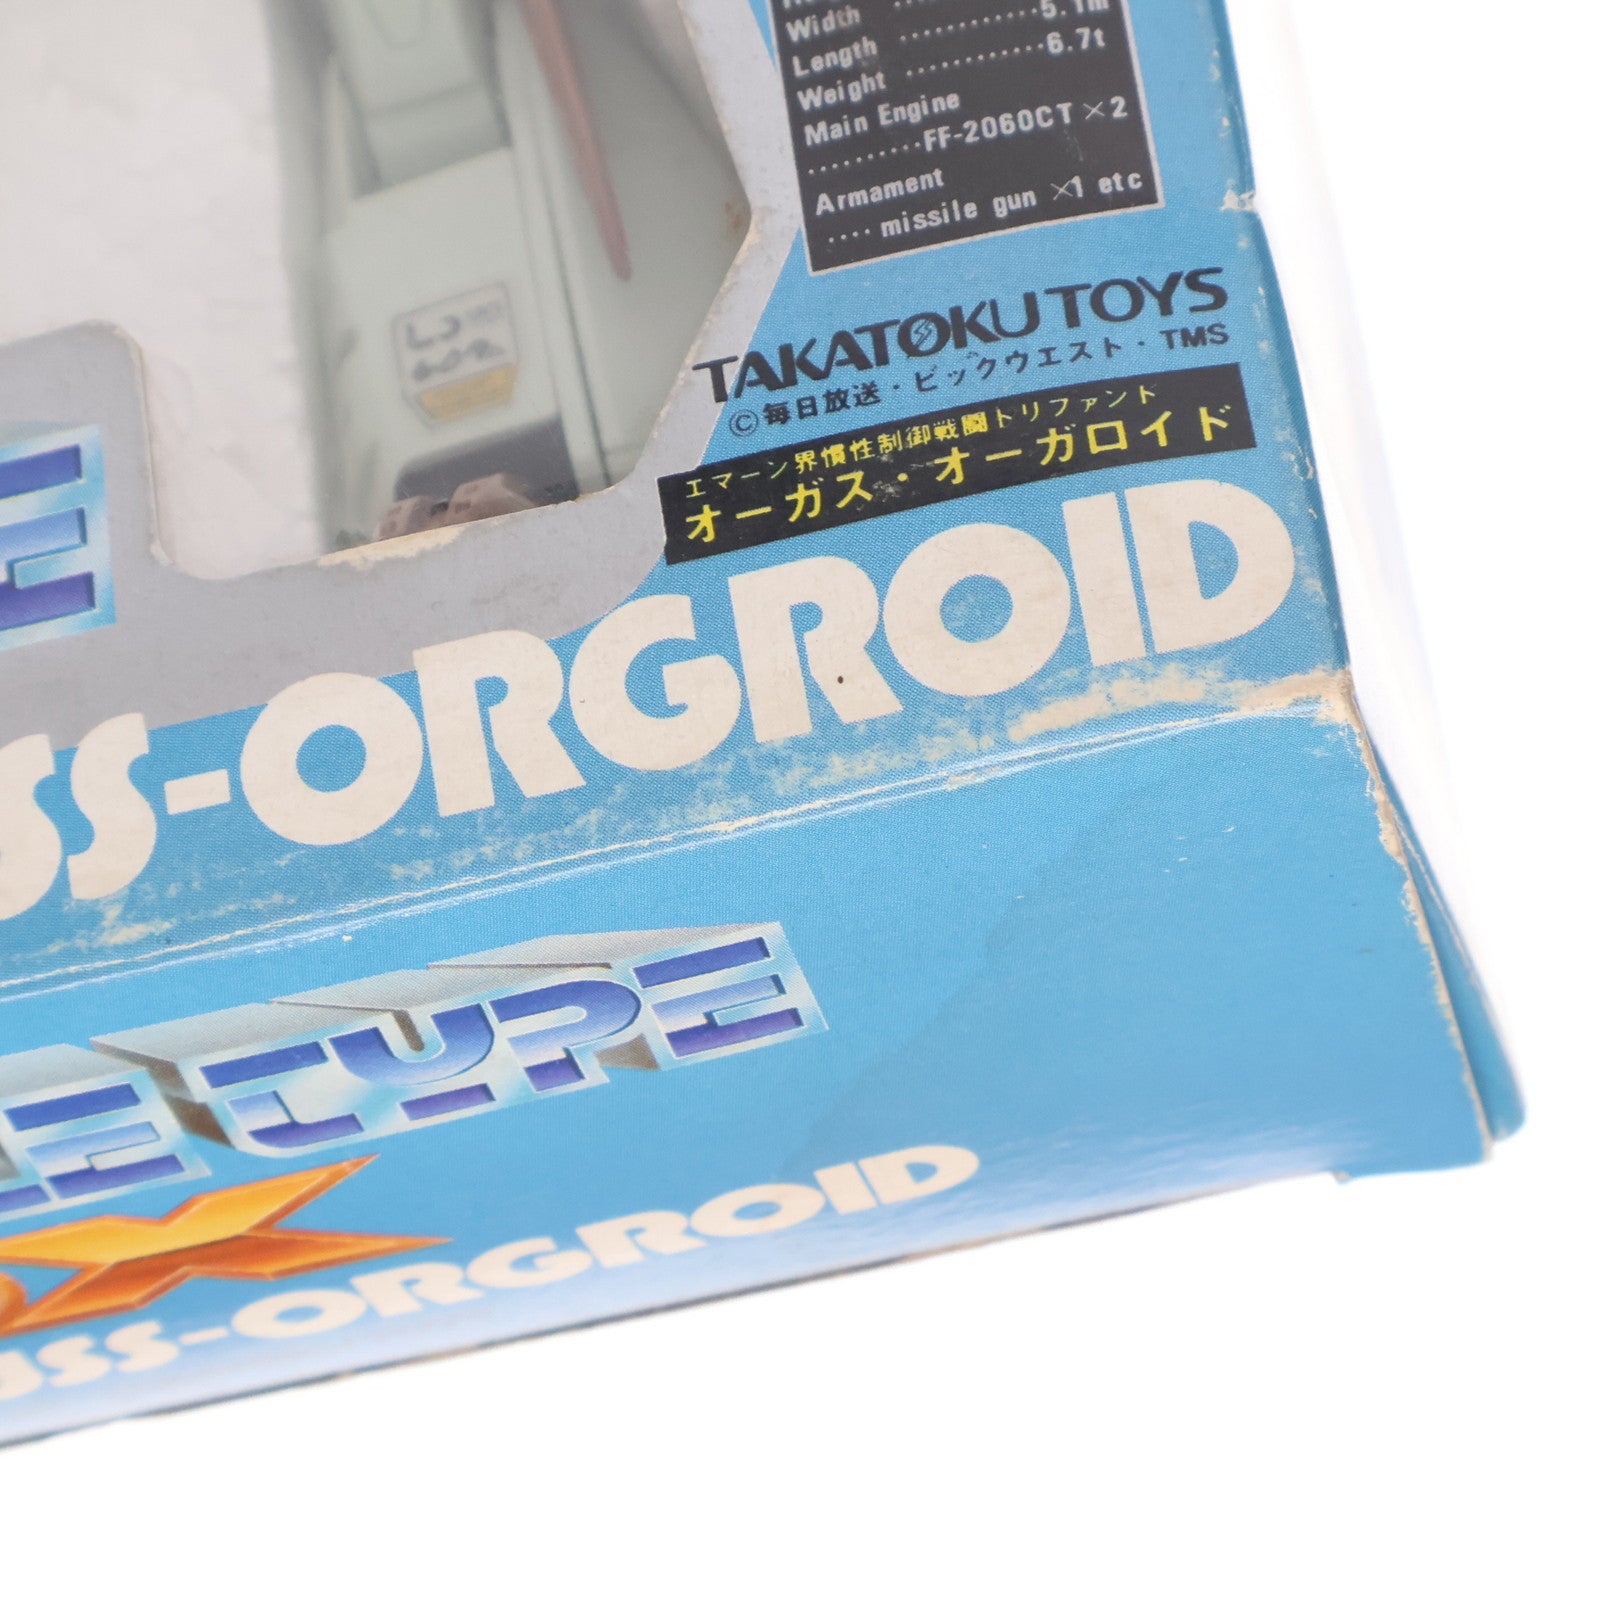 Width
Length ............5.1m
Weight ............6.7t
Main Engine
..........FF-2060CT×2
Armament
.... missile gun ×1 etc
TAKATOKU TOYS
©毎日放送・ビックウエスト・TMS
エマーン界慣性制御戦闘トリファント
オーガス・オーガロイド
E
SS-ORGROID
E TYPE
DX
USS-ORGROID